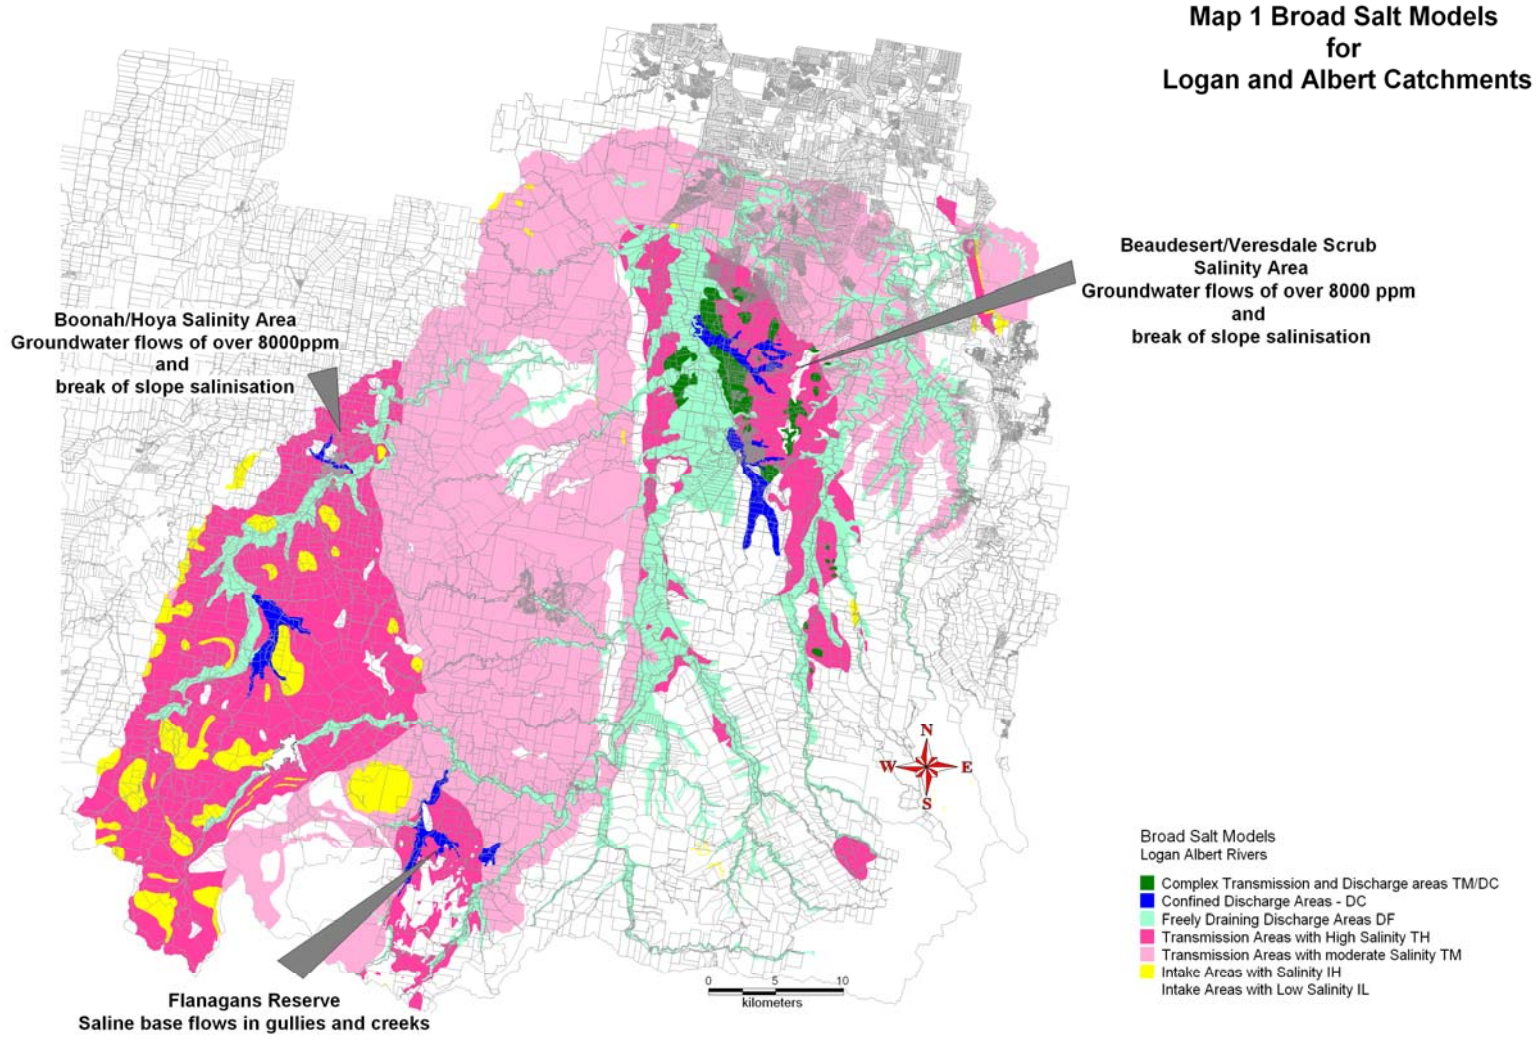 Map 1 Broad Salt Models
for
Logan and Albert Catchments
Beaudesert/Veresdale Scrub
Salinity Area
Groundwater flows of over 8000 ppm
and
break of slope salinisation
Boonah/Hoya Salinity Area
Groundwater flows of over 8000ppm
and
break of slope salinisation
N
W E
S
Broad Salt Models
Logan Albert Rivers
Complex Transmission and Discharge areas TM/DC
Confined Discharge Areas - DC
Freely Draining Discharge Areas DF
Transmission Areas with High Salinity TH
Transmission Areas with moderate Salinity TM
Intake Areas with Salinity IH
Intake Areas with Low Salinity IL
0 5 10
kilometers
Flanagans Reserve
Saline base flows in gullies and creeks